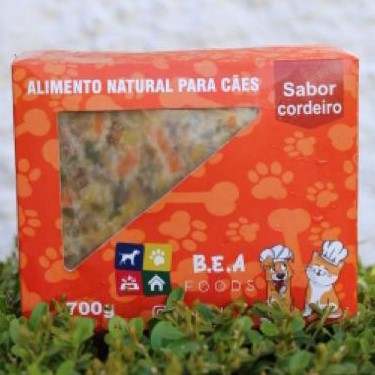 ALIMENTO NATURAL PARA CÃES
Sabor
cordeiro
B.E.A
FOODS
700g